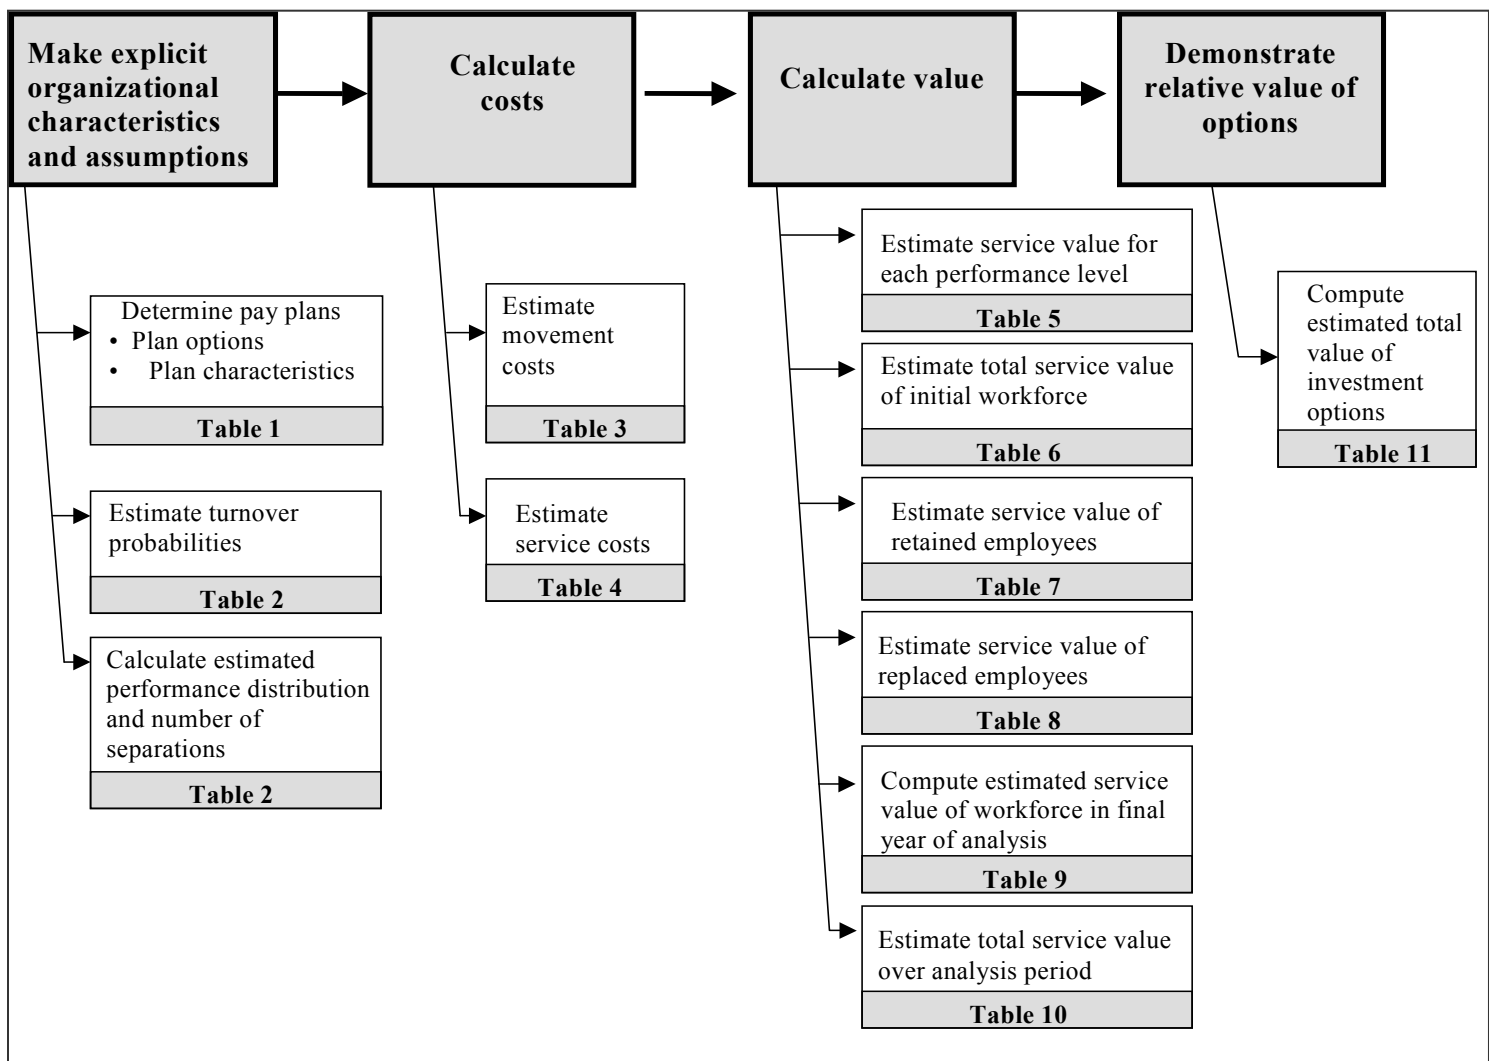 Make explicit
organizational
characteristics
and assumptions
Calculate
costs
Calculate value
Demonstrate
relative value of
options
Determine pay plans
• Plan options
• Plan characteristics
Table 1
Estimate turnover
probabilities
Table 2
Calculate estimated
performance distribution
and number of
separations
Table 2
Estimate
movement
costs
Table 3
Estimate
service costs
Table 4
Estimate service value for
each performance level
Table 5
Estimate total service value
of initial workforce
Table 6
Estimate service value of
retained employees
Table 7
Estimate service value of
replaced employees
Table 8
Compute estimated service
value of workforce in final
year of analysis
Table 9
Estimate total service value
over analysis period
Table 10
Compute
estimated total
value of
investment
options
Table 11